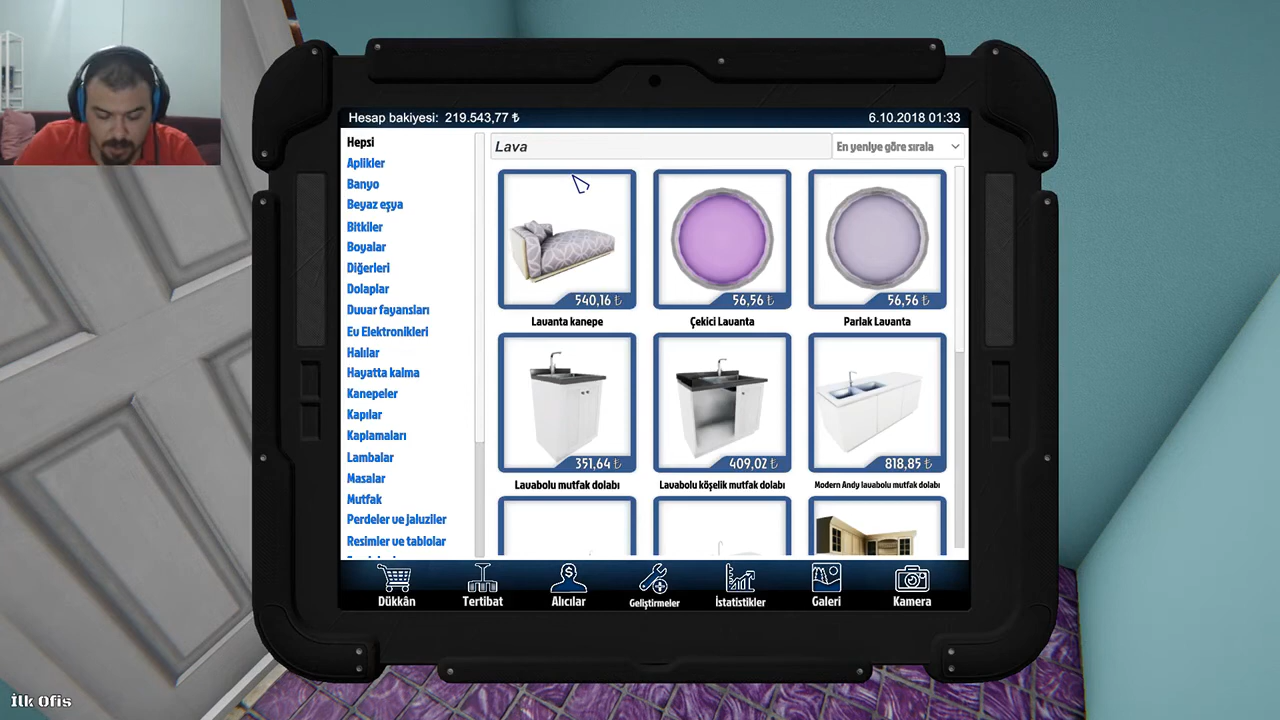 Hesap bakiyesi: 219.543,77 ₺
6.10.2018 01:33
Hepsi
Aplikler
Banyo
Beyaz eşya
Bitkiler
Boyalar
Diğerleri
Dolaplar
Duvar fayansları
Ev Elektronikleri
Halılar
Hayatta kalma
Kanepeler
Kapılar
Kaplamaları
Lambalar
Masalar
Mutfak
Perdeler ve jaluziler
Resimler ve tablolar
Lava
En yeniye göre sırala
540,16 ₺
56,56 ₺
56,56 ₺
Lavanta kanepe
Çekici Lavanta
Parlak Lavanta
351,64 ₺
409,02 ₺
818,85 ₺
Lavabolu mutfak dolabı
Lavabolu köşelik mutfak dolabı
Modern Andy lavabolu mutfak dolabı
Dükkân
Tertibat
Alıcılar
Geliştirmeler
İstatistikler
Galeri
Kamera
İlk Ofis